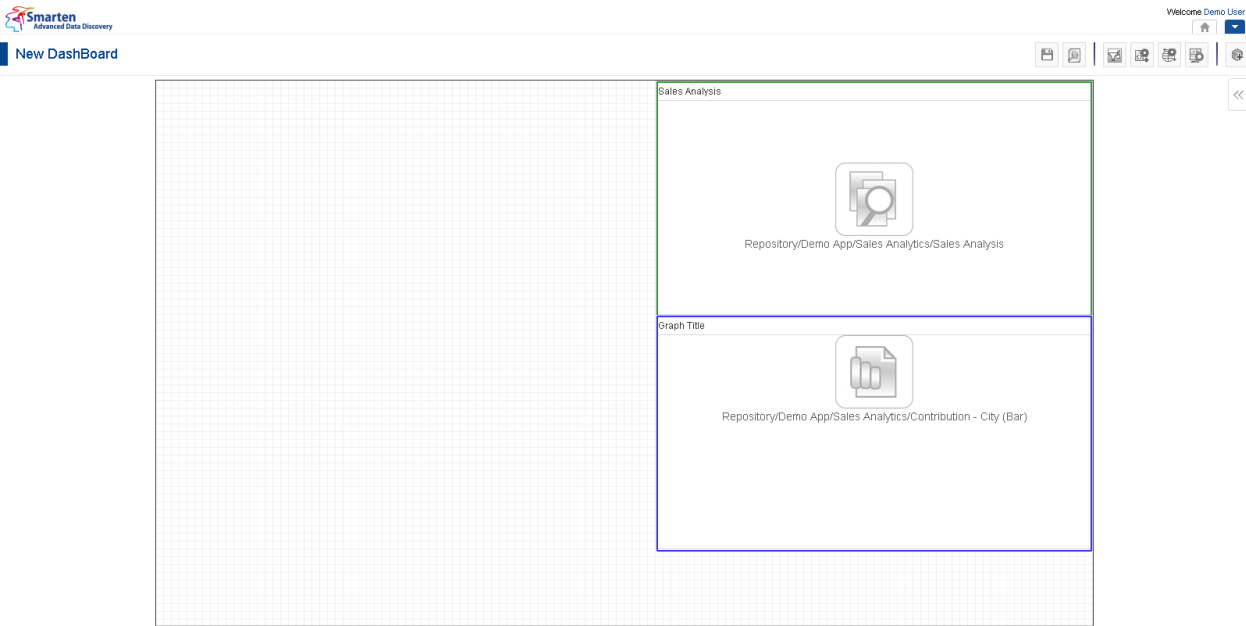 Smarten
Advanced Data Discovery
Welcome Demo User
New DashBoard
Sales Analysis
Repository/Demo App/Sales Analytics/Sales Analysis
Graph Title
Repository/Demo App/Sales Analytics/Contribution - City (Bar)